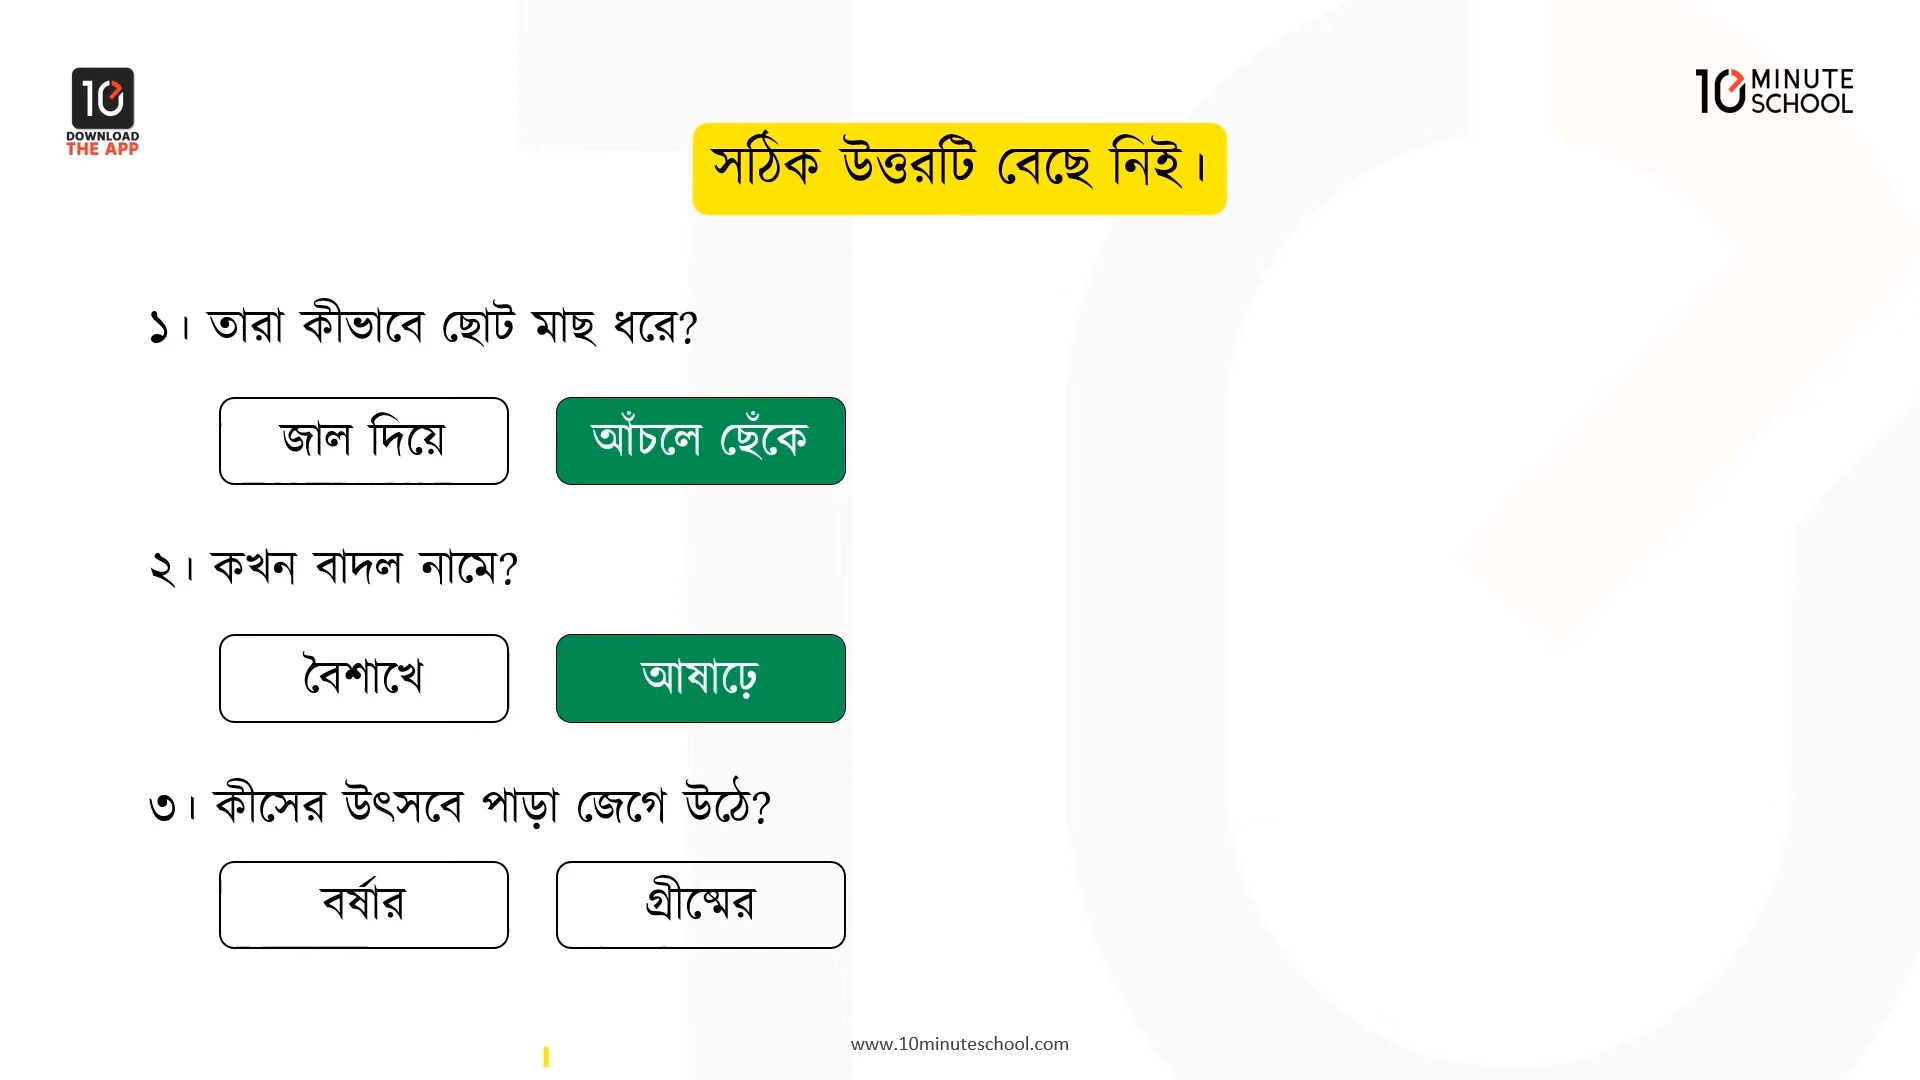 10
DOWNLOAD
THE APP
10 MINUTE
SCHOOL
সঠিক উত্তরটি বেছে নিই।
১। তারা কীভাবে ছোট মাছ ধরে?
জাল দিয়ে আঁচলে ছেঁকে
২। কখন বাদল নামে?
বৈশাখে আষাঢ়ে
৩। কীসের উৎসবে পাড়া জেগে উঠে?
বর্ষার গ্রীষ্মের
www.10minuteschool.com